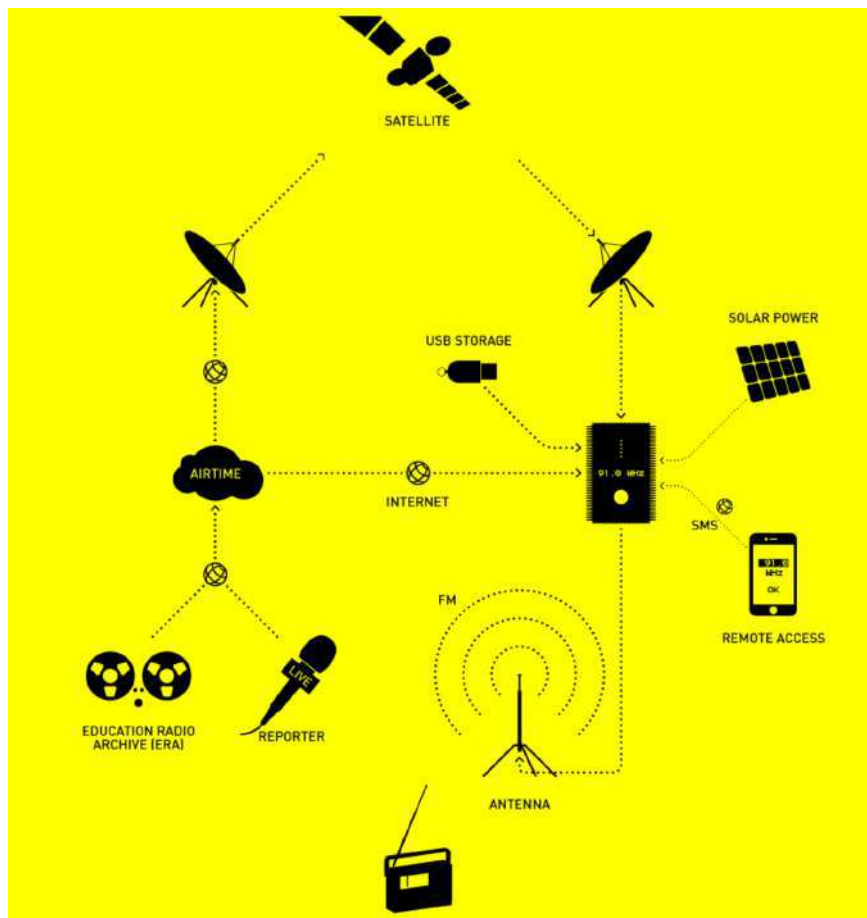 SATELLITE
SOLAR POWER
USB STORAGE
AIRTIME
91.0 MHz
INTERNET
SMS
91.0
MHz
OK
FM
REMOTE ACCESS
LIVE
EDUCATION RADIO
ARCHIVE (ERA)
REPORTER
ANTENNA